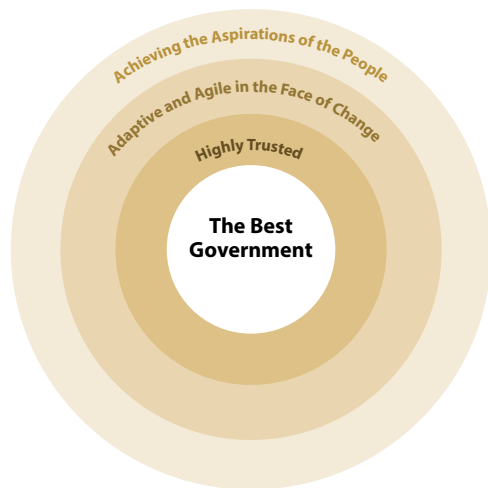 Achieving the Aspirations of the People
Adaptive and Agile in the Face of Change
Highly Trusted
The Best
Government